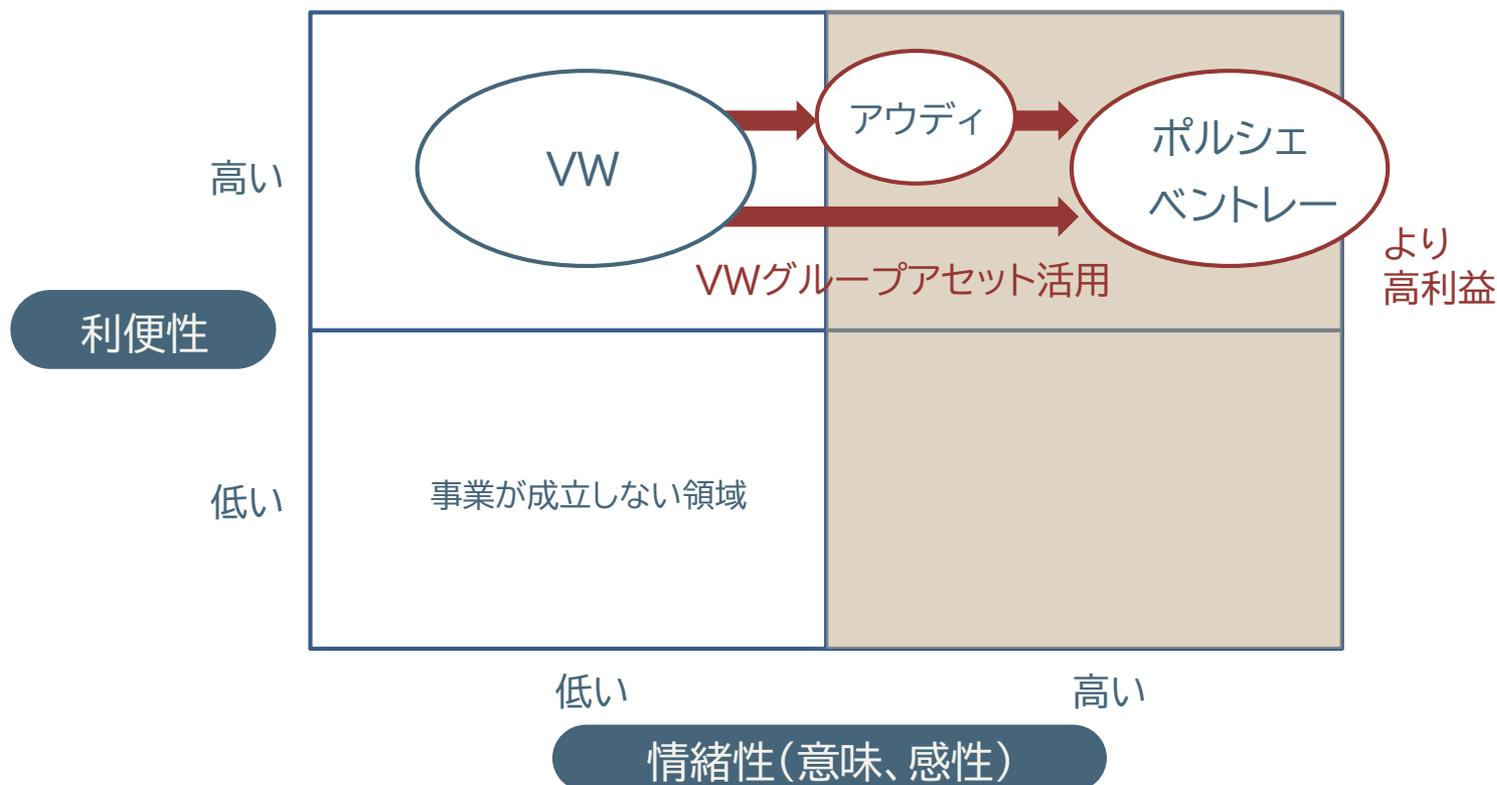 VW
アウディ
ポルシェ
ベントレー
高い
VWグループアセット活用
より
高利益
利便性
低い
事業が成立しない領域
低い
高い
情緒性（意味、感性）